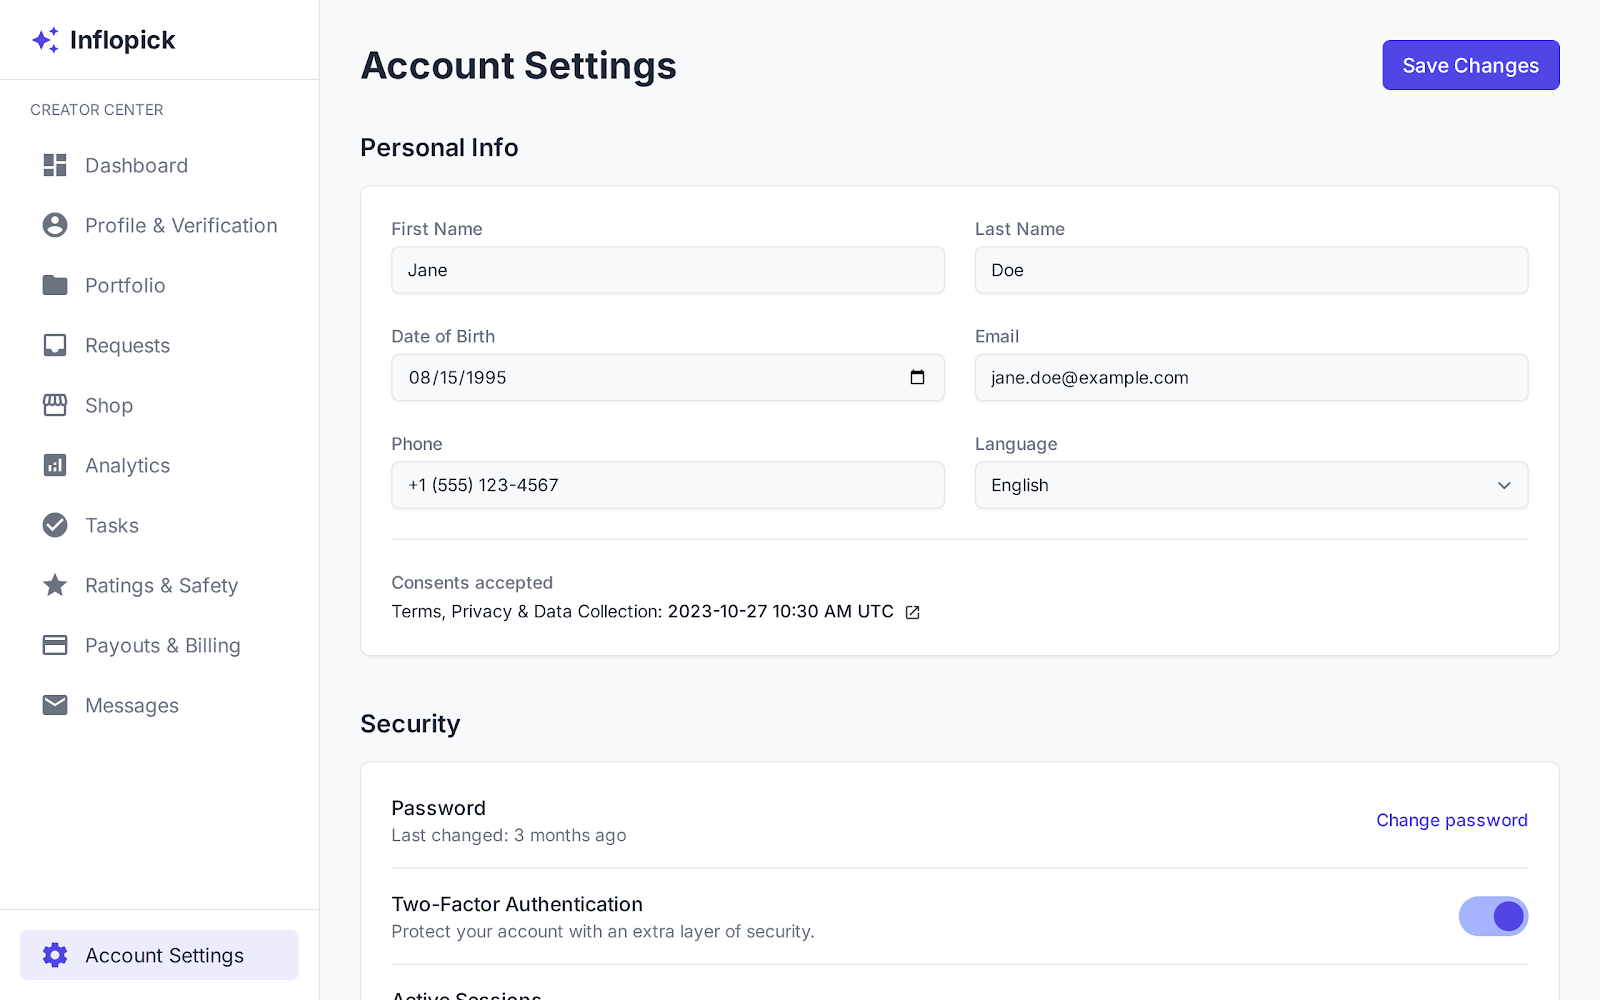 Inflopick
CREATOR CENTER
Dashboard
Profile & Verification
Portfolio
Requests
Shop
Analytics
Tasks
Ratings & Safety
Payouts & Billing
Messages
Account Settings
Account Settings
Save Changes
Personal Info
First Name
Jane
Last Name
Doe
Date of Birth
08/15/1995
Email
jane.doe@example.com
Phone
+1 (555) 123-4567
Language
English
Consents accepted
Terms, Privacy & Data Collection: 2023-10-27 10:30 AM UTC
Security
Password
Last changed: 3 months ago
Change password
Two-Factor Authentication
Protect your account with an extra layer of security.
Active Sessions